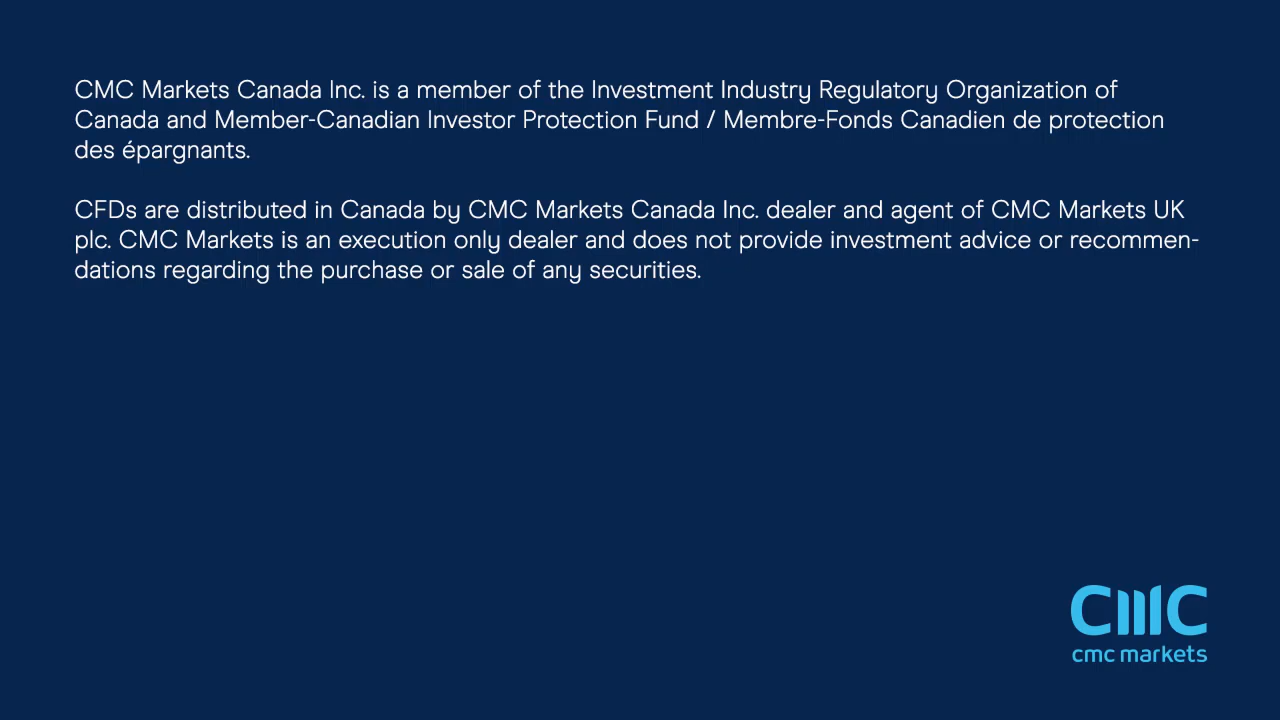 CMC Markets Canada Inc. is a member of the Investment Industry Regulatory Organization of
Canada and Member-Canadian Investor Protection Fund / Membre-Fonds Canadien de protection
des épargnants.
CFDs are distributed in Canada by CMC Markets Canada Inc. dealer and agent of CMC Markets UK
plc. CMC Markets is an execution only dealer and does not provide investment advice or recommen-
dations regarding the purchase or sale of any securities.
CMC
cmc markets